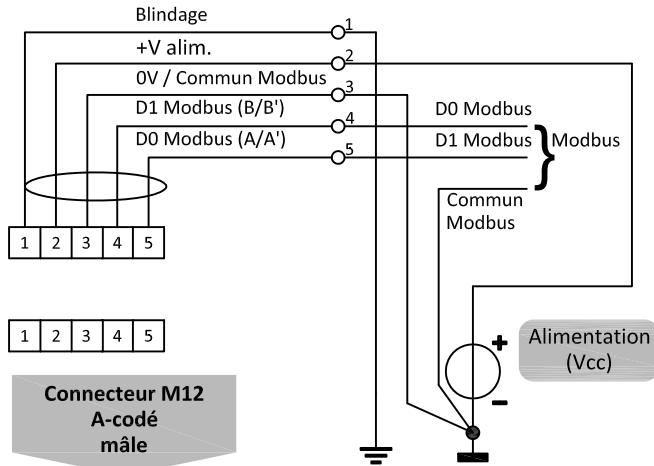 Blindage
1
+V alim.
2
0V / Commun Modbus
3
D1 Modbus (B/B')
4
D0 Modbus
D0 Modbus (A/A')
5
D1 Modbus
Modbus
Commun
Modbus
1 2 3 4 5
1 2 3 4 5
Alimentation
(Vcc)
+
−
Connecteur M12
A-codé
mâle